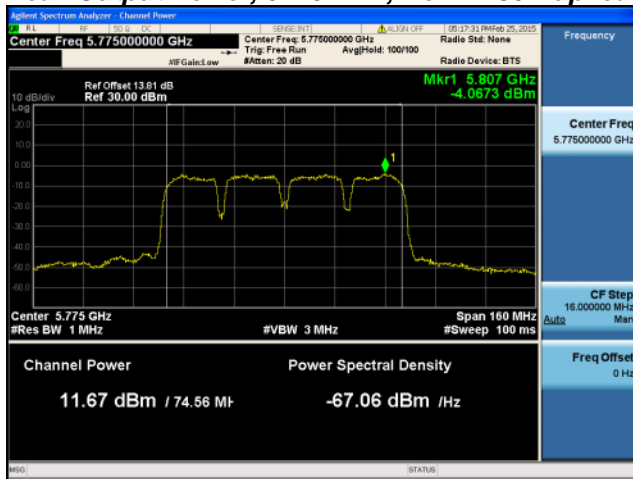 Agilent Spectrum Analyzer - Channel Power
RL RF 50 Ω DC SENSE:INT ALIGN OFF 05:17:31 PM Feb 25, 2015
Center Freq 5.775000000 GHz
Center Freq: 5.775000000 GHz
Radio Std: None
Trig: Free Run Avg|Hold: 100/100
#IFGain:Low #Atten: 20 dB Radio Device: BTS
Ref Offset 13.81 dB
10 dB/div Ref 30.00 dBm
Mkr1 5.807 GHz
-4.0673 dBm
Log
20.0
10.0
0.00
-10.0
-20.0
-30.0
-40.0
-50.0
-60.0
1
Center 5.775 GHz Span 160 MHz
#Res BW 1 MHz #VBW 3 MHz #Sweep 100 ms
Channel Power Power Spectral Density
11.67 dBm / 74.56 MH -67.06 dBm /Hz
MSG STATUS
Frequency
Center Freq
5.775000000 GHz
CF Step
16.000000 MHz
Auto Man
Freq Offset
0 Hz